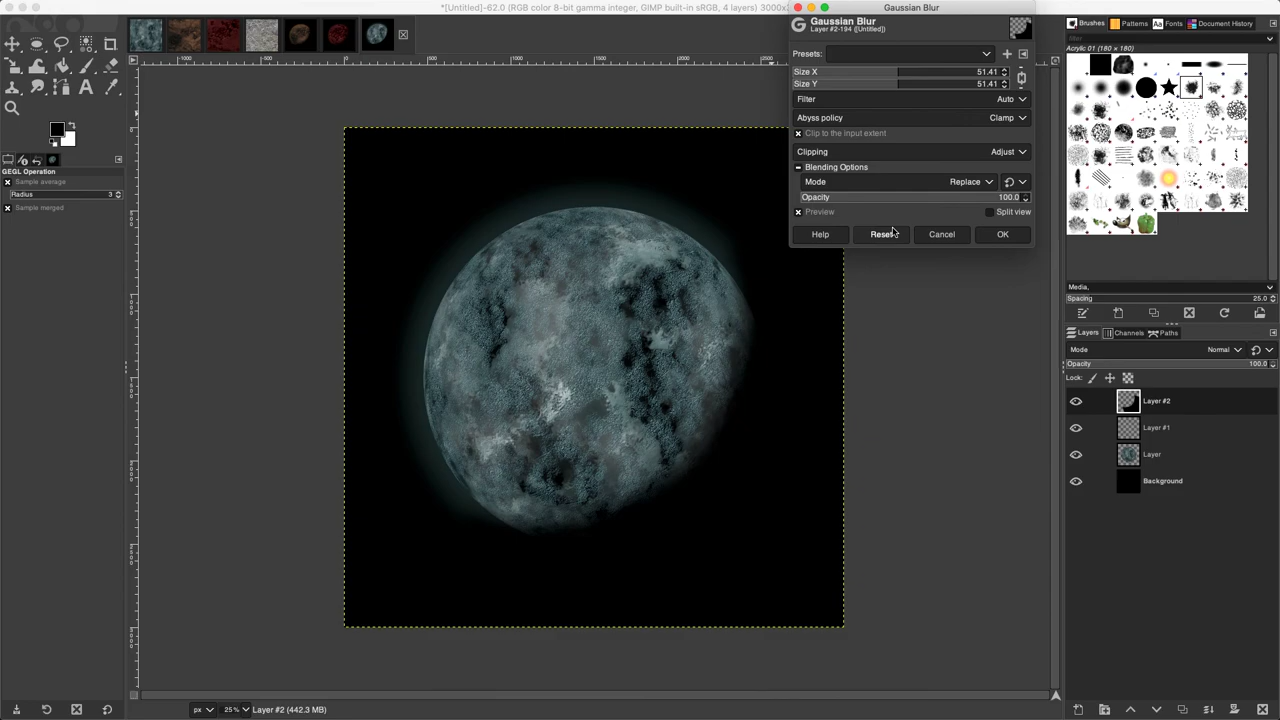 *[Untitled]-62.0 (RGB color 8-bit gamma integer, GIMP built-in sRGB, 4 layers) 3000x
Gaussian Blur
Gaussian Blur
Layer #2-194 ([Untitled])
Presets:
Size X 51.41
Size Y 51.41
Filter Auto
Abyss policy Clamp
Clip to the input extent
Clipping Adjust
Blending Options
Mode Replace
Opacity 100.0
Preview Split view
Help Reset Cancel OK
GEGL Operation
Sample average
Radius 3
Sample merged
Brushes Patterns Fonts Document History
filter
Acrylic 01 (180 x 180)
Media,
Spacing 25.0
Layers Channels Paths
Mode Normal
Opacity 100.0
Lock:
Layer #2
Layer #1
Layer
Background
px 25% Layer #2 (442.3 MB)